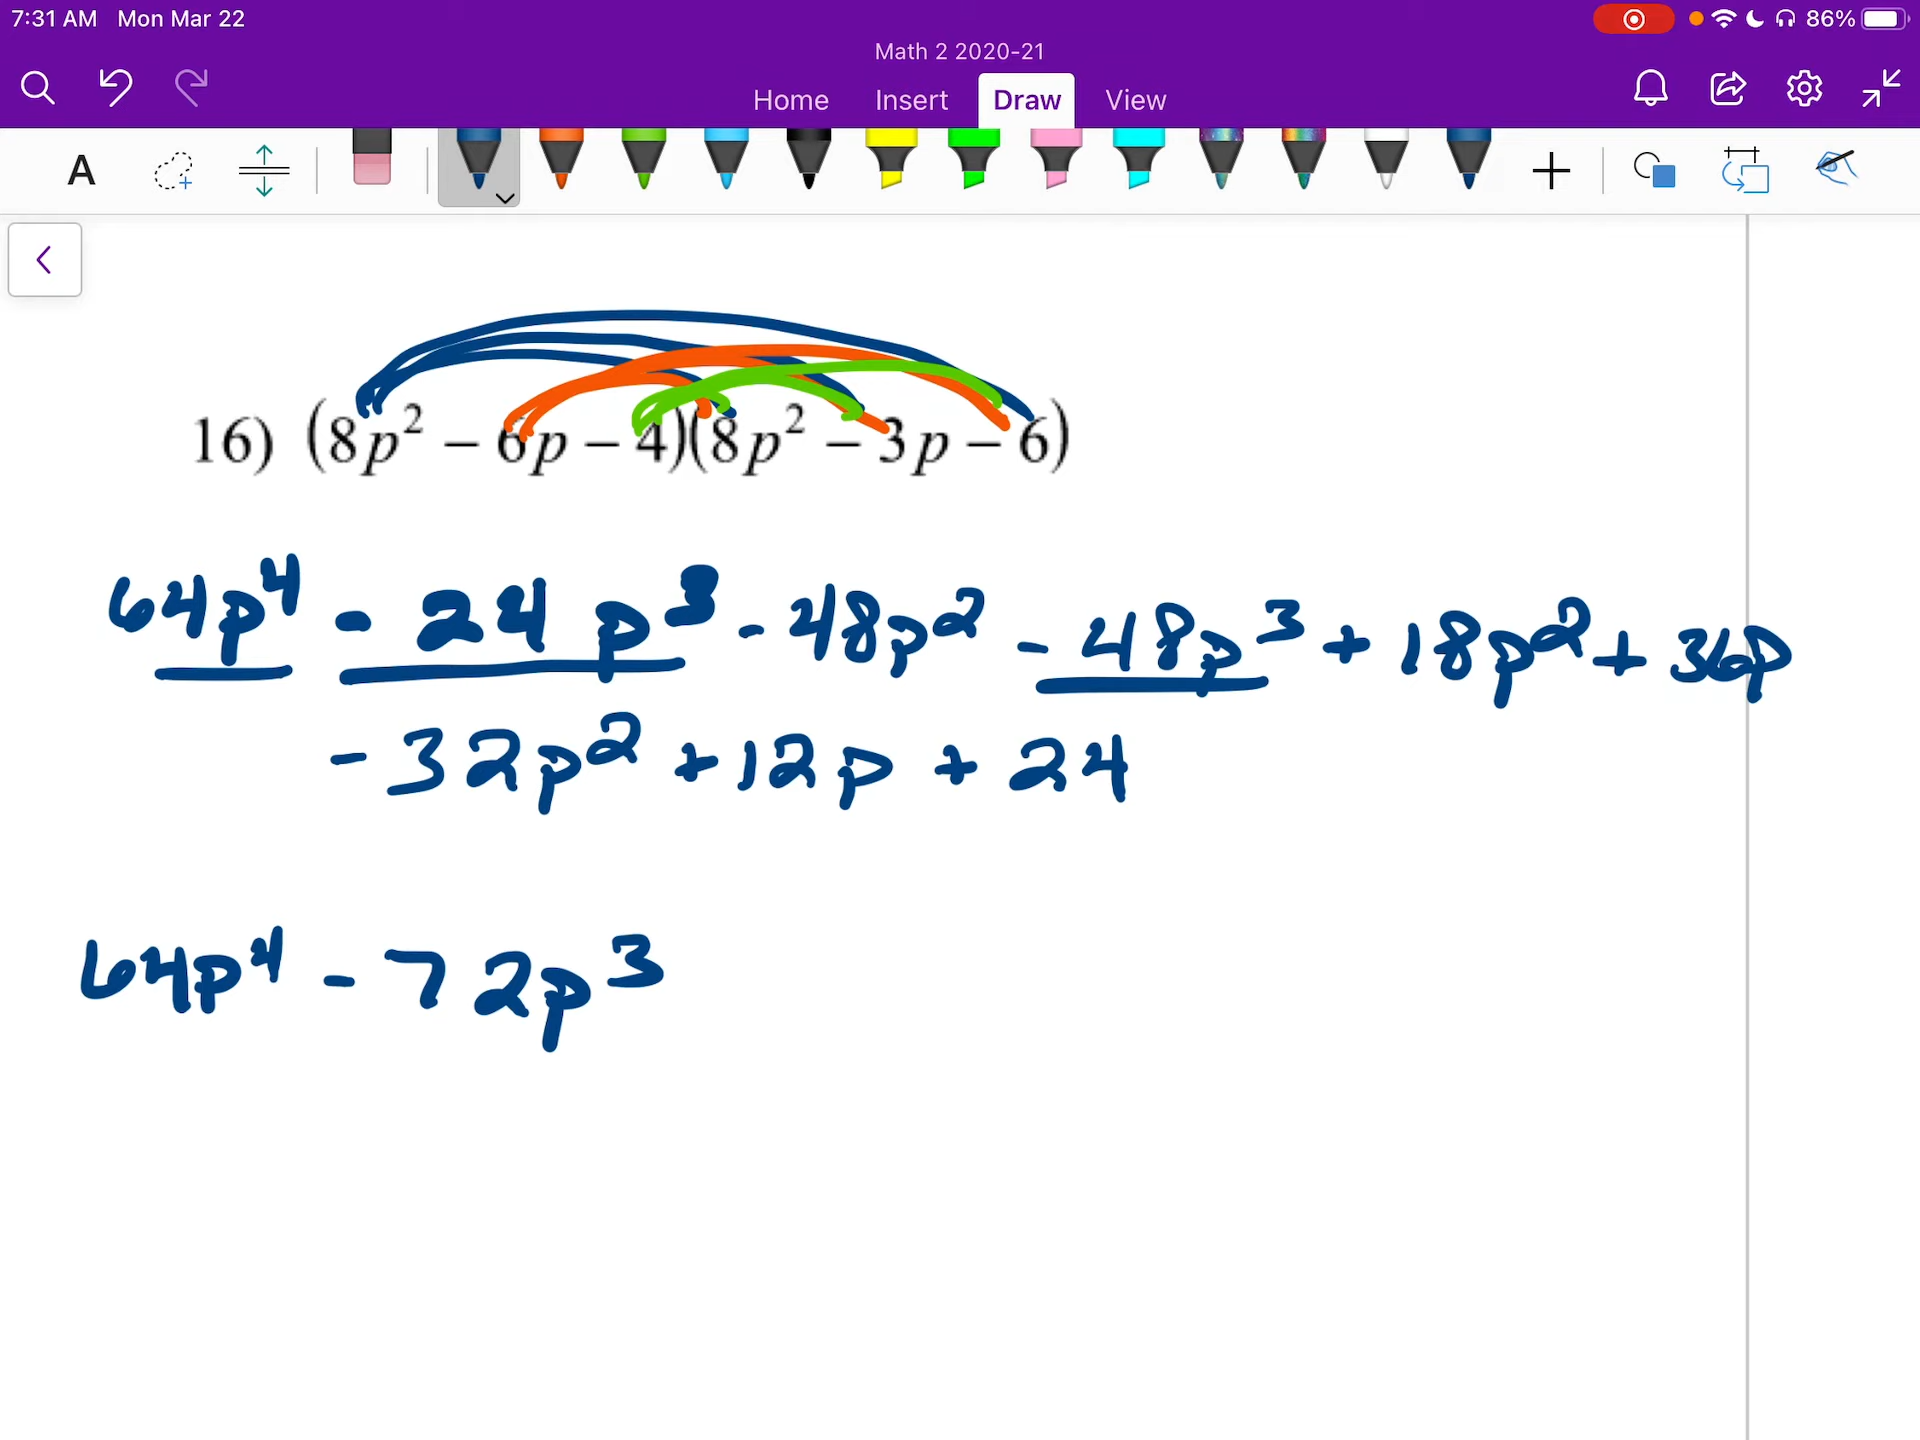 7:31 AM Mon Mar 22 86%
Math 2 2020-21
Home Insert Draw View
A
16) (8p² − 6p − 4)(8p² − 3p − 6)
64p⁴ - 24p³ - 48p² - 48p³ + 18p² + 36p
- 32p² + 12p + 24
64p⁴ - 72p³